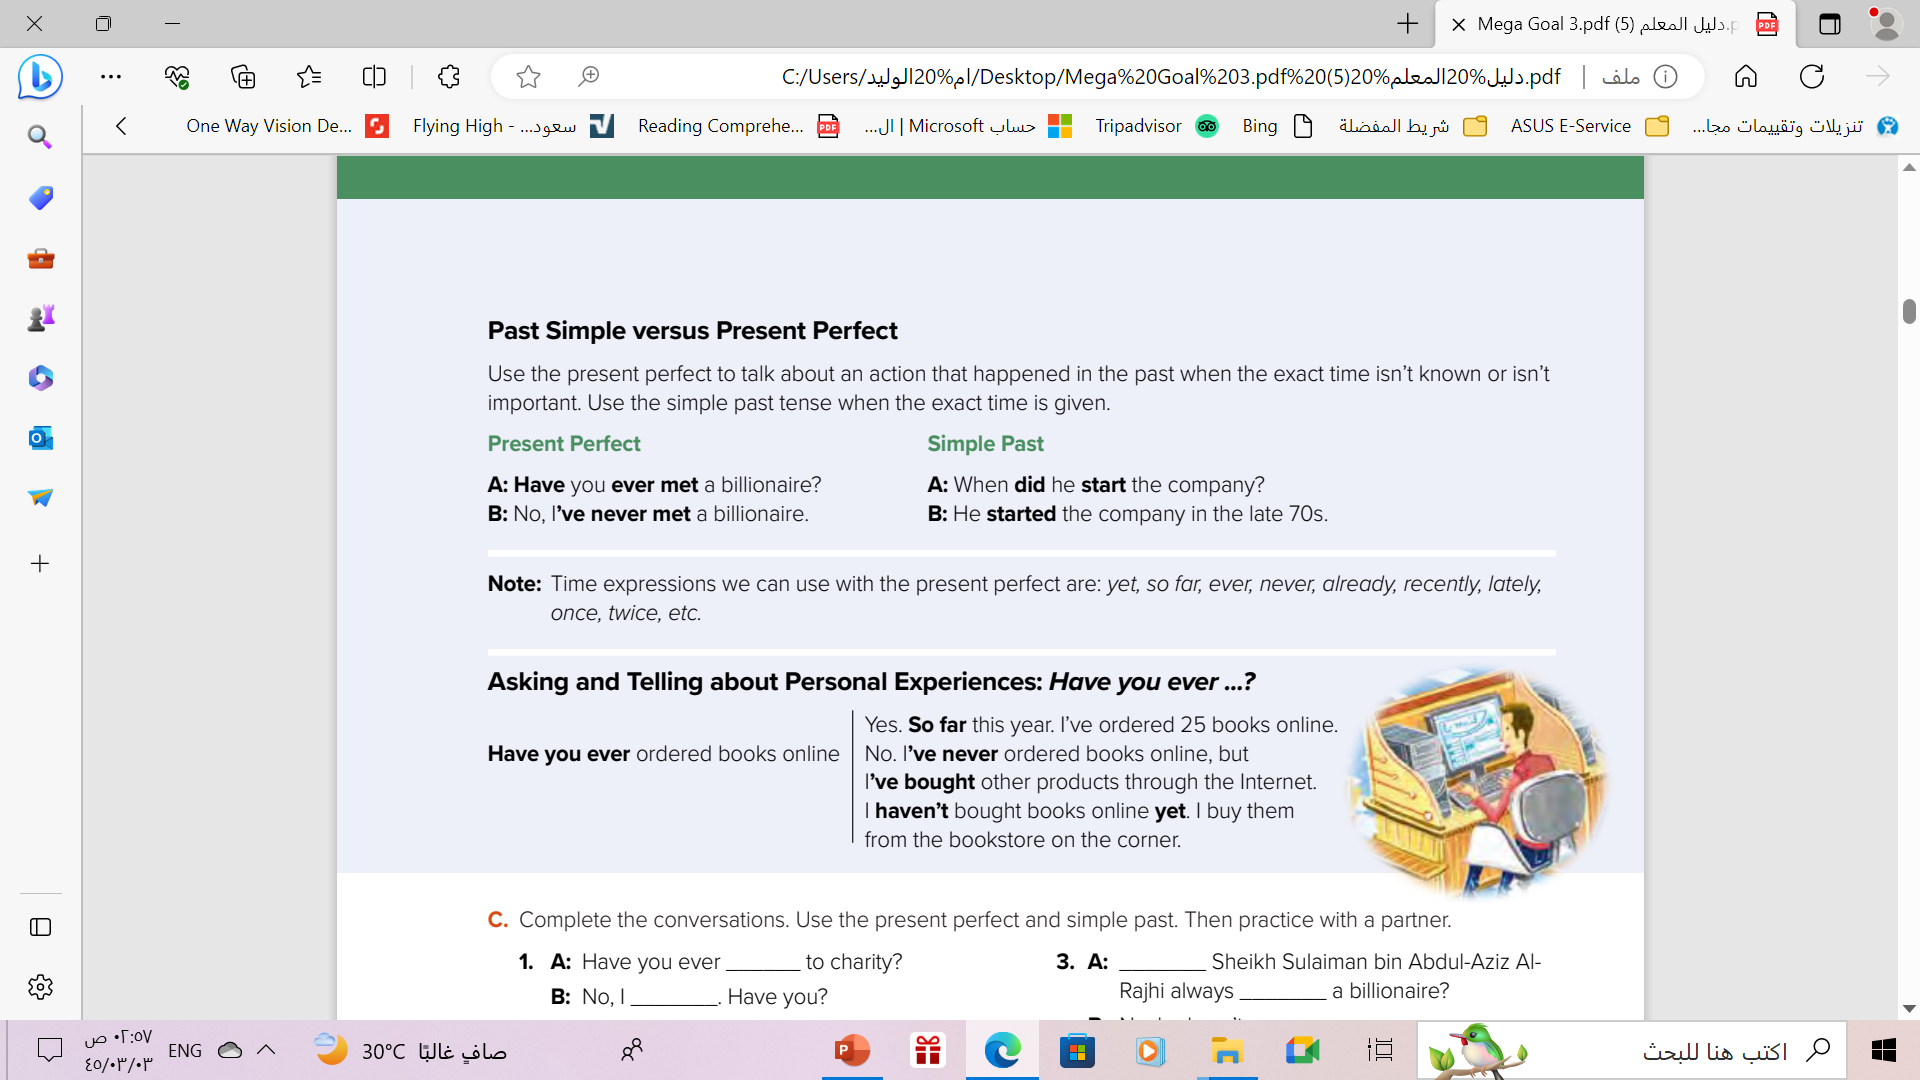 Mega Goal 3.pdf (5) دليل المعلم.p
C:/Users/ام%20الوليد/Desktop/Mega%20Goal%203.pdf%20(5)%20دليل%20المعلم.pdf
ملف
One Way Vision De...
Flying High - سعود...
Reading Comprehe...
حساب Microsoft | ال...
Tripadvisor
Bing
شريط المفضلة
ASUS E-Service
تنزيلات وتقييمات مجا...
Past Simple versus Present Perfect
Use the present perfect to talk about an action that happened in the past when the exact time isn't known or isn't
important. Use the simple past tense when the exact time is given.
Present Perfect
A: Have you ever met a billionaire?
B: No, I've never met a billionaire.
Simple Past
A: When did he start the company?
B: He started the company in the late 70s.
Note: Time expressions we can use with the present perfect are: yet, so far, ever, never, already, recently, lately,
once, twice, etc.
Asking and Telling about Personal Experiences: Have you ever ...?
Have you ever ordered books online
Yes. So far this year. I've ordered 25 books online.
No. I've never ordered books online, but
I've bought other products through the Internet.
I haven't bought books online yet. I buy them
from the bookstore on the corner.
C. Complete the conversations. Use the present perfect and simple past. Then practice with a partner.
1. A: Have you ever ______ to charity?
B: No, I _______. Have you?
3. A: _______ Sheikh Sulaiman bin Abdul-Aziz Al-
Rajhi always _______ a billionaire?
٠٢:٥٧ ص
٤٥/٠٣/٠٣
ENG
30°C صافٍ غالبًا
اكتب هنا للبحث